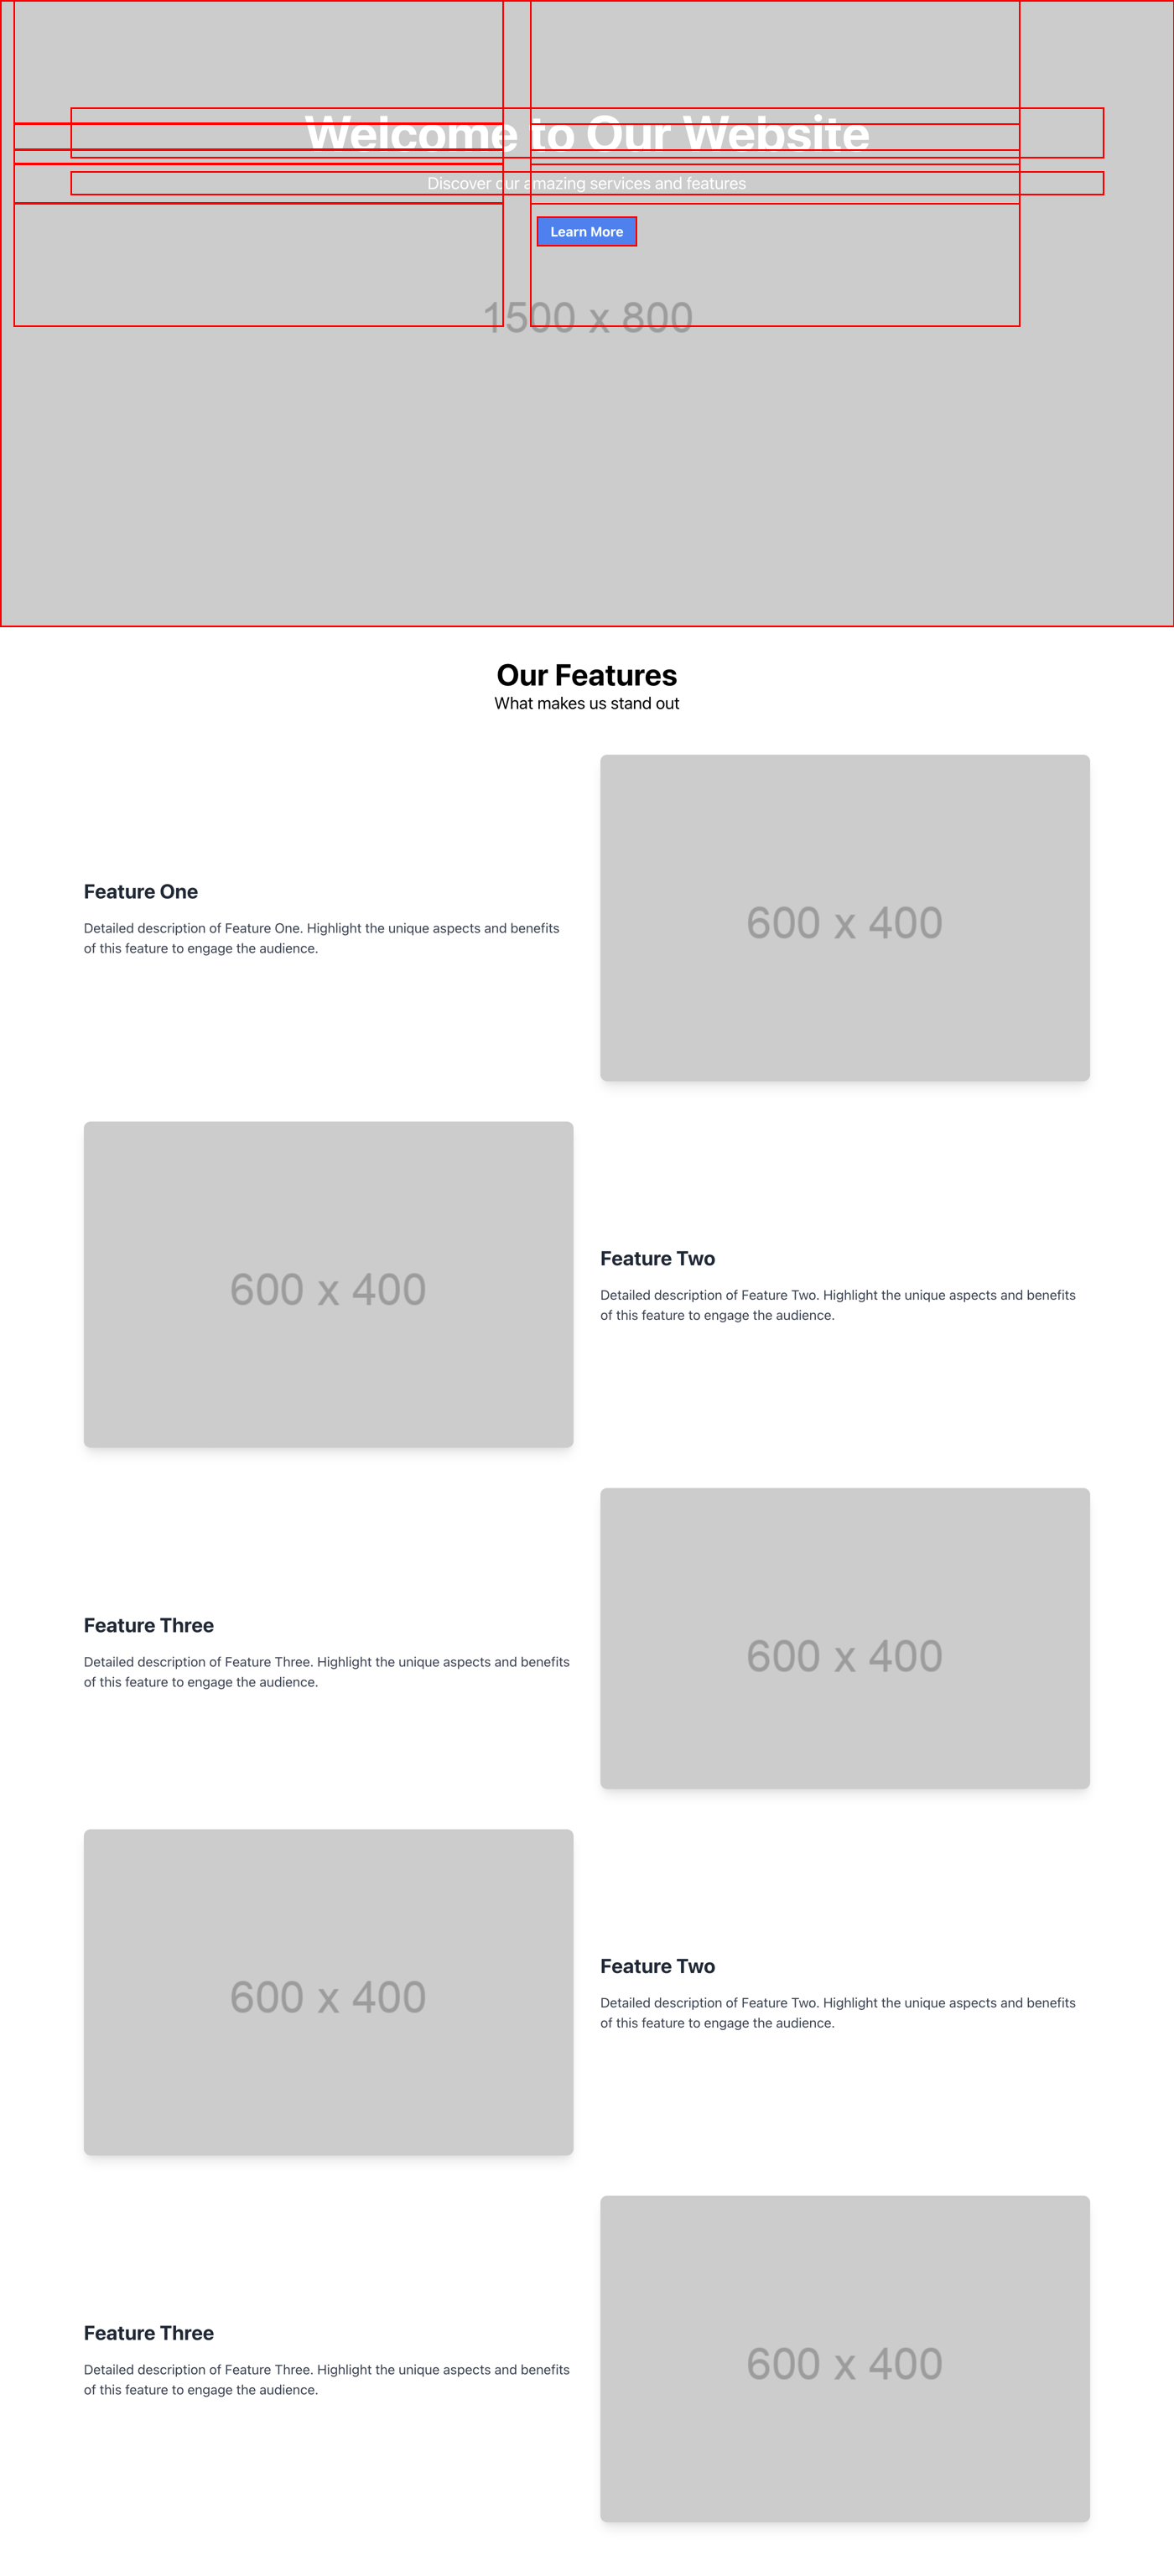 Welcome to Our Website
Discover our amazing services and features
Learn More
1500 x 800
Our Features
What makes us stand out
600 x 400
Feature One
Detailed description of Feature One. Highlight the unique aspects and benefits
of this feature to engage the audience.
600 x 400
Feature Two
Detailed description of Feature Two. Highlight the unique aspects and benefits
of this feature to engage the audience.
600 x 400
Feature Three
Detailed description of Feature Three. Highlight the unique aspects and benefits
of this feature to engage the audience.
600 x 400
Feature Two
Detailed description of Feature Two. Highlight the unique aspects and benefits
of this feature to engage the audience.
600 x 400
Feature Three
Detailed description of Feature Three. Highlight the unique aspects and benefits
of this feature to engage the audience.